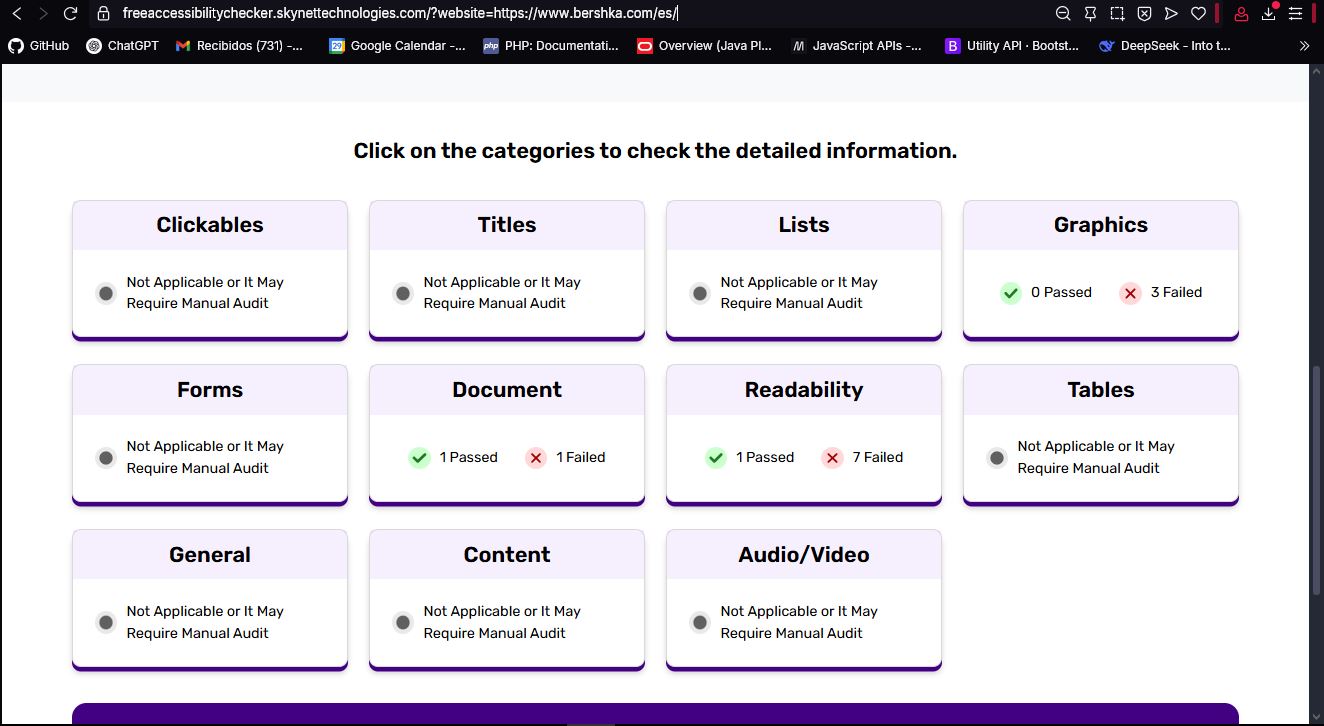 freeaccessibilitychecker.skynettechnologies.com/?website=https://www.bershka.com/es/
GitHub ChatGPT Recibidos (731) -... Google Calendar -... PHP: Documentati... Overview (Java Pl... JavaScript APIs -... Utility API · Bootst... DeepSeek - Into t...
Click on the categories to check the detailed information.
Clickables
Not Applicable or It May
Require Manual Audit
Titles
Not Applicable or It May
Require Manual Audit
Lists
Not Applicable or It May
Require Manual Audit
Graphics
0 Passed 3 Failed
Forms
Not Applicable or It May
Require Manual Audit
Document
1 Passed 1 Failed
Readability
1 Passed 7 Failed
Tables
Not Applicable or It May
Require Manual Audit
General
Not Applicable or It May
Require Manual Audit
Content
Not Applicable or It May
Require Manual Audit
Audio/Video
Not Applicable or It May
Require Manual Audit